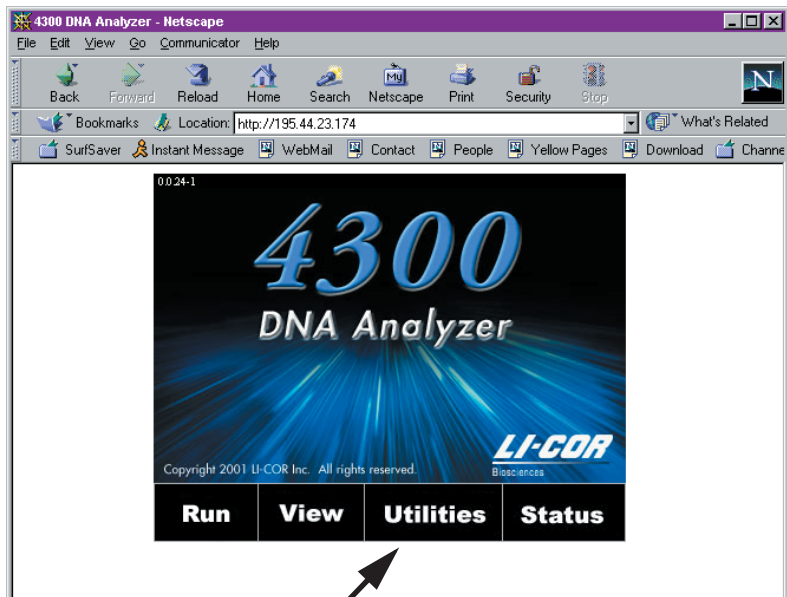 4300 DNA Analyzer - Netscape
File Edit View Go Communicator Help
Back Forward Reload Home Search Netscape Print Security Stop
My
N
Bookmarks Location: http://195.44.23.174 What's Related
SurfSaver Instant Message WebMail Contact People Yellow Pages Download Channe
0.0.24-1
4300
DNA Analyzer
LI-COR
Biosciences
Copyright 2001 LI-COR Inc. All rights reserved.
Run View Utilities Status